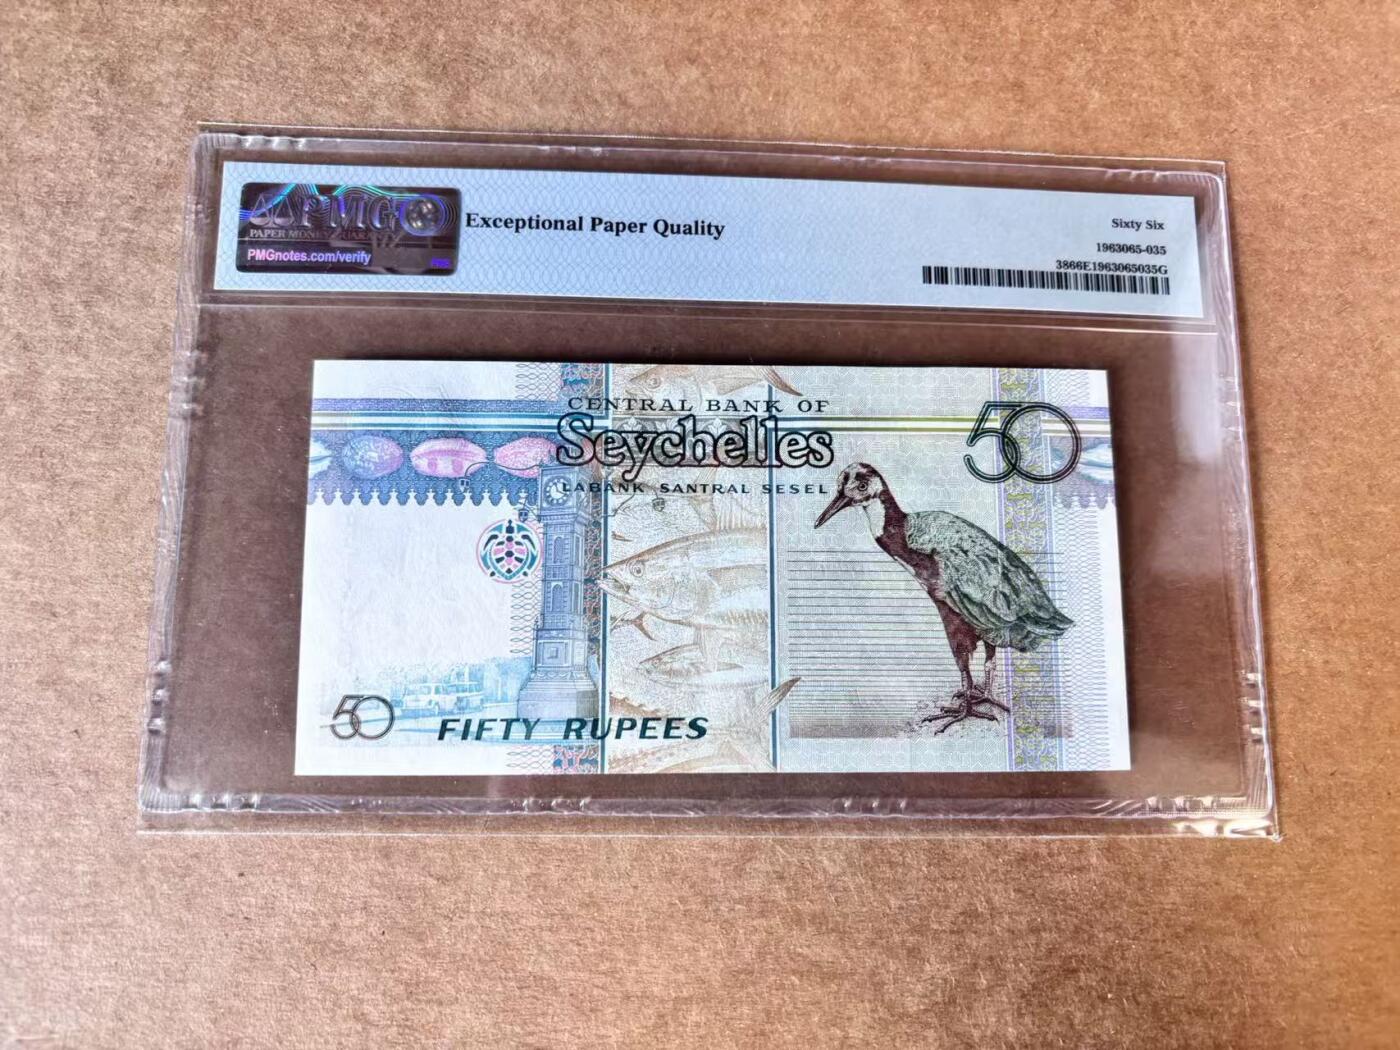 PMG
PAPER MONEY GUARANTY
PMGnotes.com/verify
Exceptional Paper Quality
Sixty Six
1963065-035
3866E1963065035G
CENTRAL BANK OF
Seychelles
LABANK SANTRAL SESEL
50
50
FIFTY RUPEES